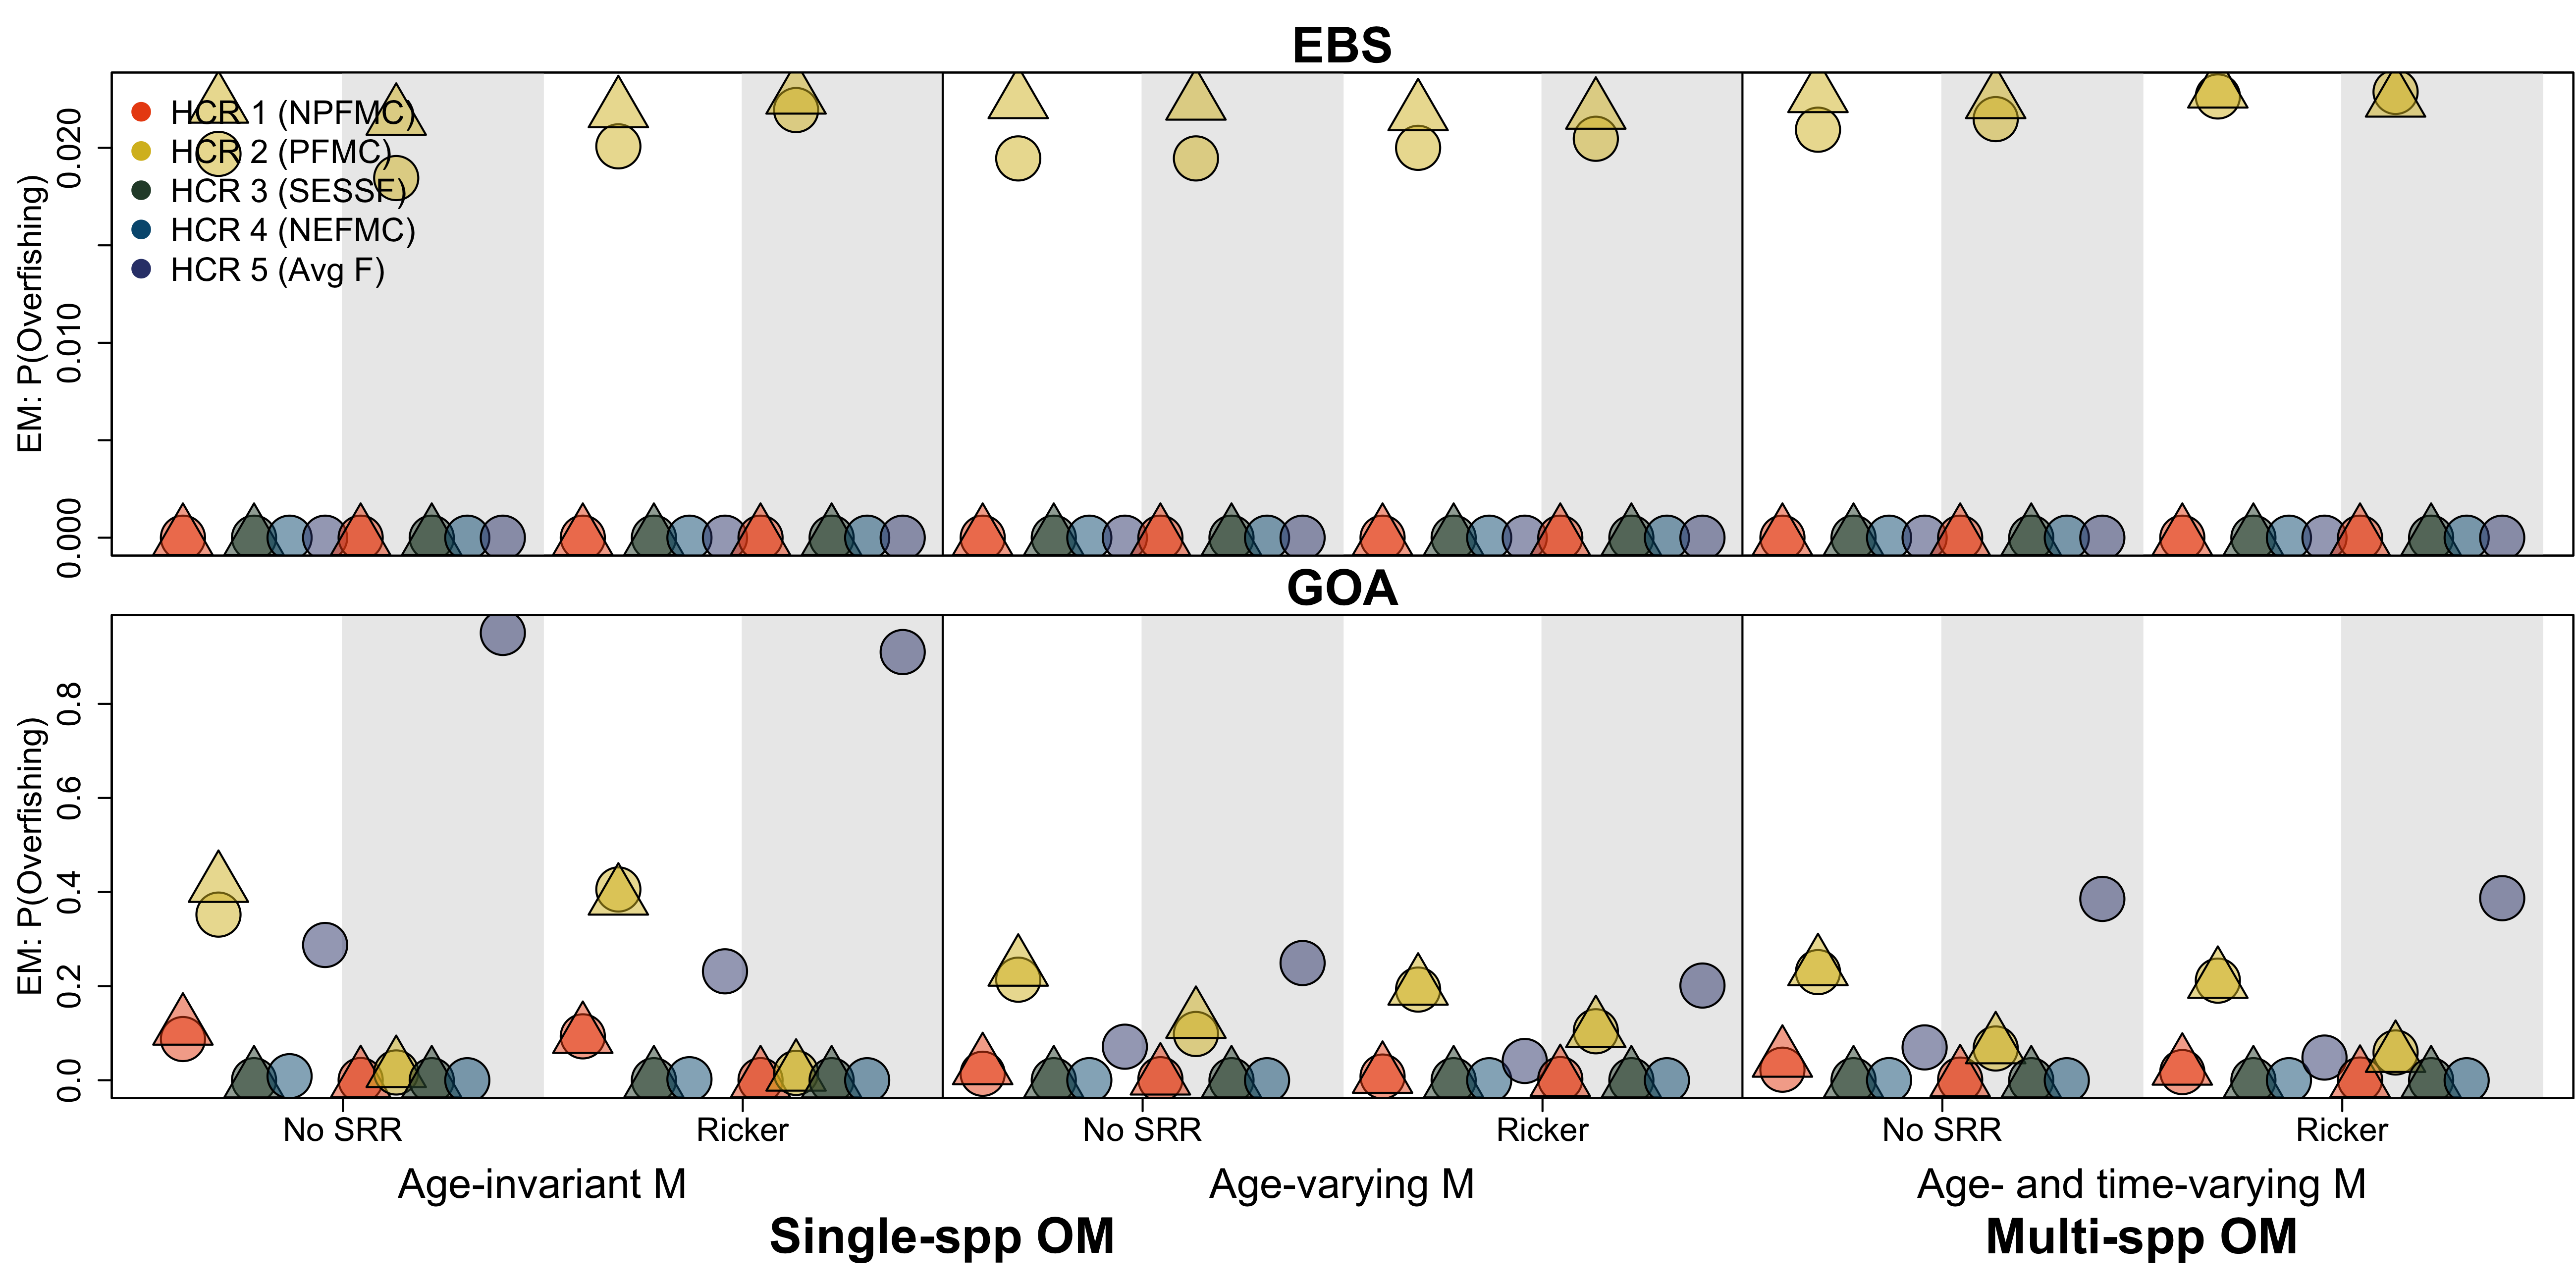 EBS
EM: P(Overfishing)
0.020
0.010
0.000
HCR 1 (NPFMC)
HCR 2 (PFMC)
HCR 3 (SESSF)
HCR 4 (NEFMC)
HCR 5 (Avg F)
GOA
EM: P(Overfishing)
0.8
0.6
0.4
0.2
0.0
No SRR Ricker No SRR Ricker No SRR Ricker
Age-invariant M Age-varying M Age- and time-varying M
Single-spp OM Multi-spp OM